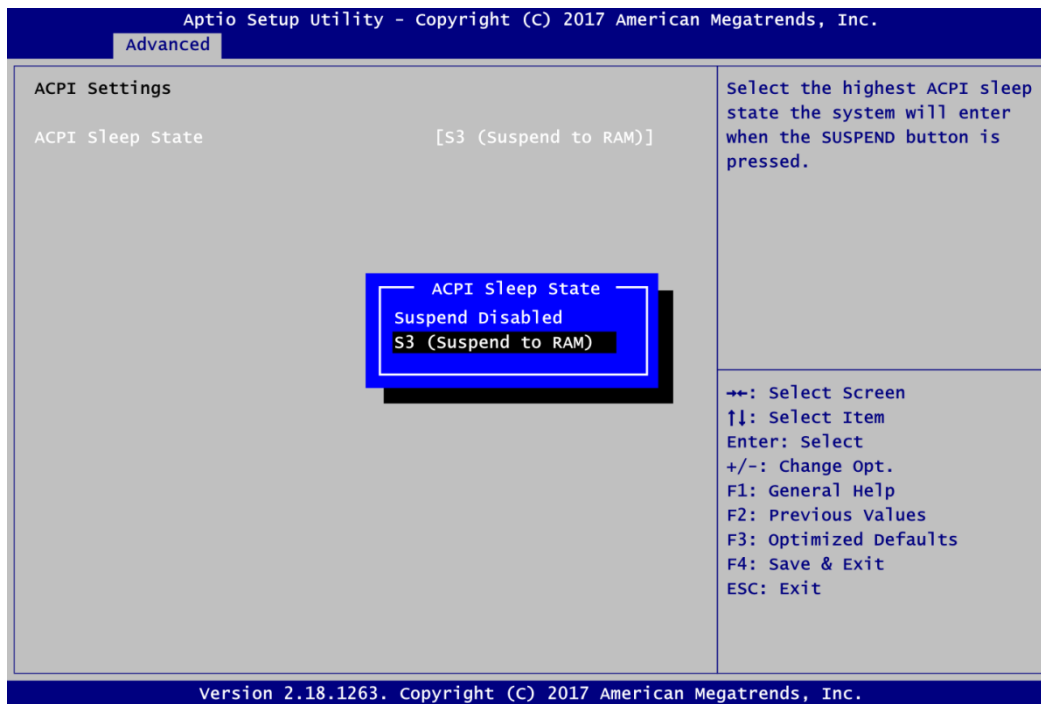 Aptio Setup Utility – Copyright (C) 2017 American Megatrends, Inc.
Advanced
ACPI Settings
ACPI Sleep State [S3 (Suspend to RAM)]
Select the highest ACPI sleep
state the system will enter
when the SUSPEND button is
pressed.
ACPI Sleep State
Suspend Disabled
S3 (Suspend to RAM)
→←: Select Screen
↑↓: Select Item
Enter: Select
+/-: Change Opt.
F1: General Help
F2: Previous Values
F3: Optimized Defaults
F4: Save & Exit
ESC: Exit
Version 2.18.1263. Copyright (C) 2017 American Megatrends, Inc.